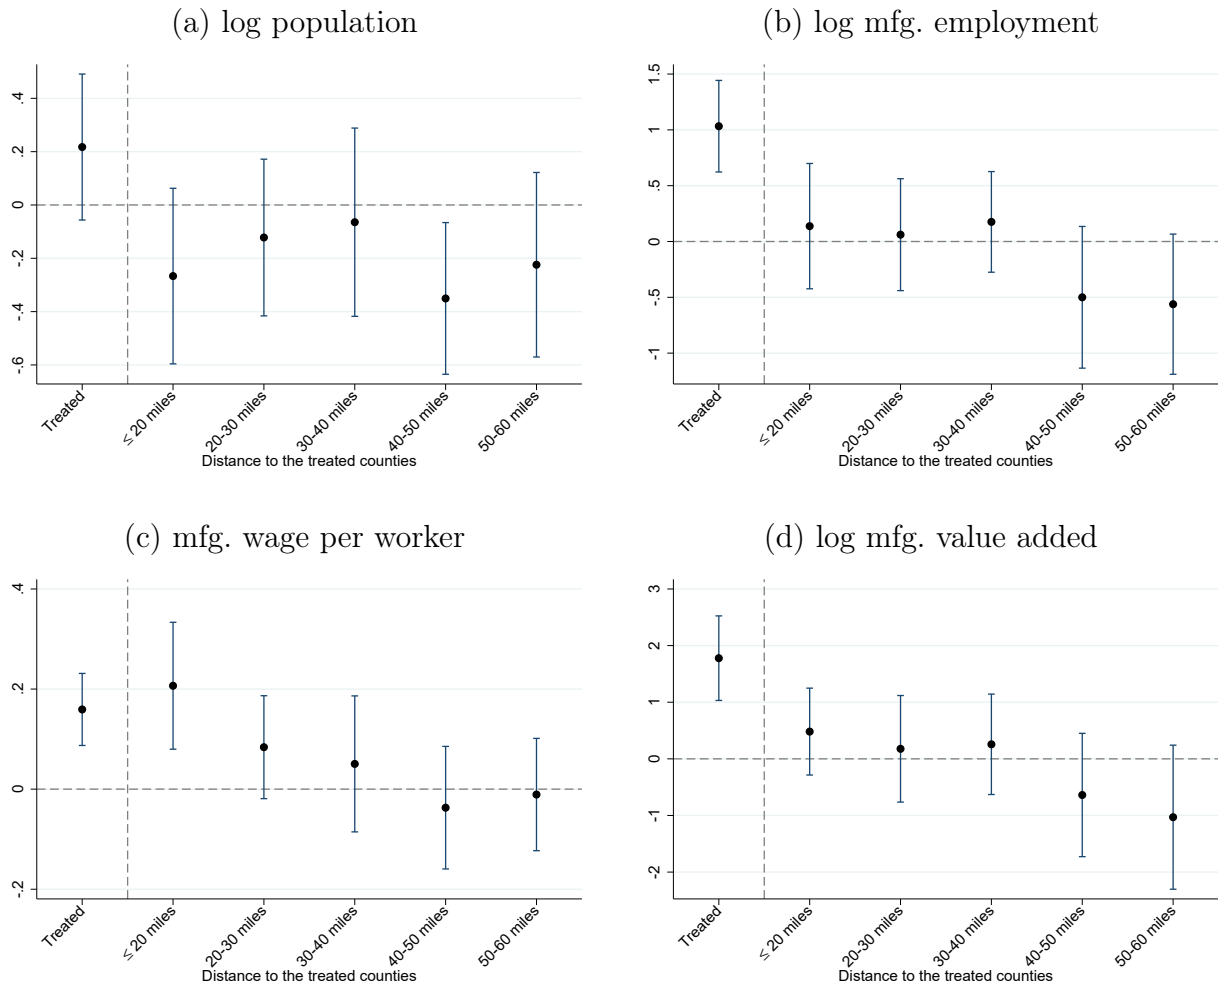 (a) log population
(b) log mfg. employment
.4
.2
0
-.2
-.4
-.6
Treated
≤ 20 miles
20-30 miles
30-40 miles
40-50 miles
50-60 miles
Distance to the treated counties
1.5
1
.5
0
-.5
-1
Treated
≤ 20 miles
20-30 miles
30-40 miles
40-50 miles
50-60 miles
Distance to the treated counties
(c) mfg. wage per worker
(d) log mfg. value added
.4
.2
0
-.2
Treated
≤ 20 miles
20-30 miles
30-40 miles
40-50 miles
50-60 miles
Distance to the treated counties
3
2
1
0
-1
-2
Treated
≤ 20 miles
20-30 miles
30-40 miles
40-50 miles
50-60 miles
Distance to the treated counties